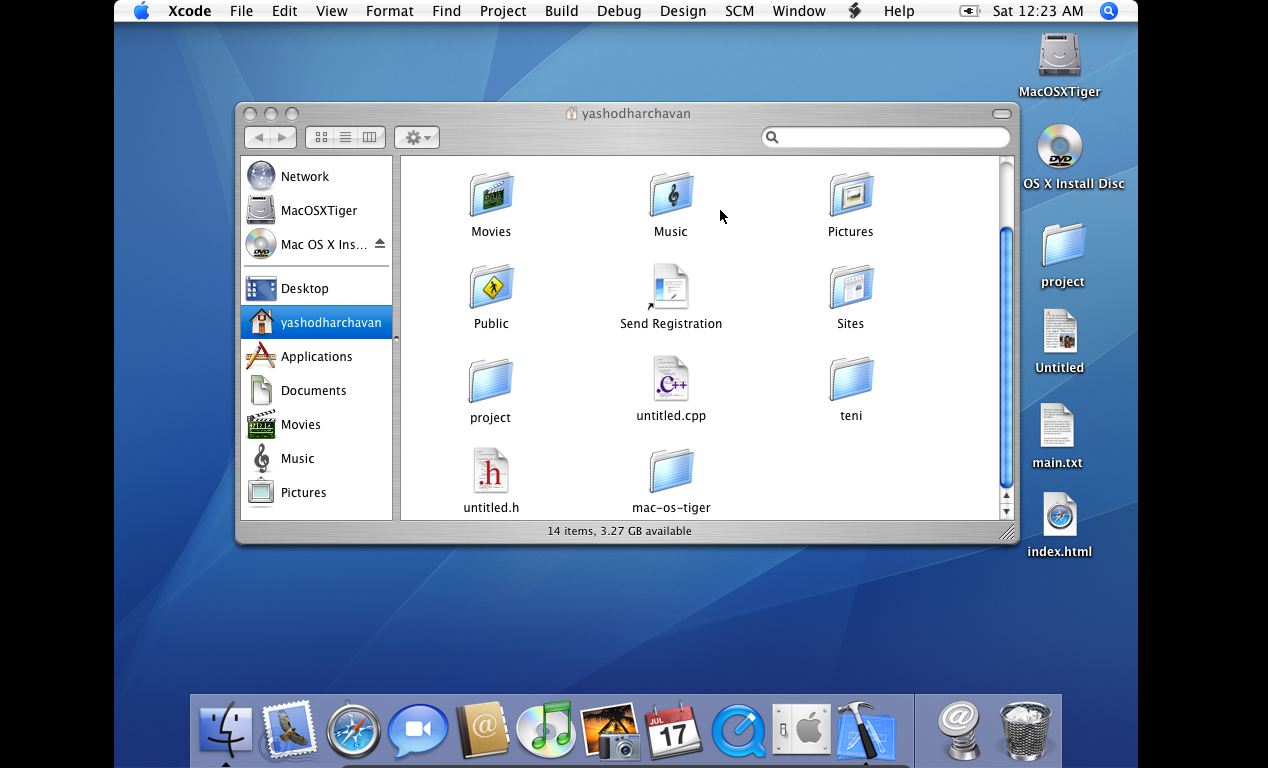 Xcode File Edit View Format Find Project Build Debug Design SCM Window Help Sat 12:23 AM
MacOSXTiger
OS X Install Disc
project
Untitled
main.txt
index.html
yashodharchavan
Network
MacOSXTiger
Mac OS X Ins...
Desktop
yashodharchavan
Applications
Documents
Movies
Music
Pictures
Movies Music Pictures
Public Send Registration Sites
project untitled.cpp teni
untitled.h mac-os-tiger
14 items, 3.27 GB available
JUL
17